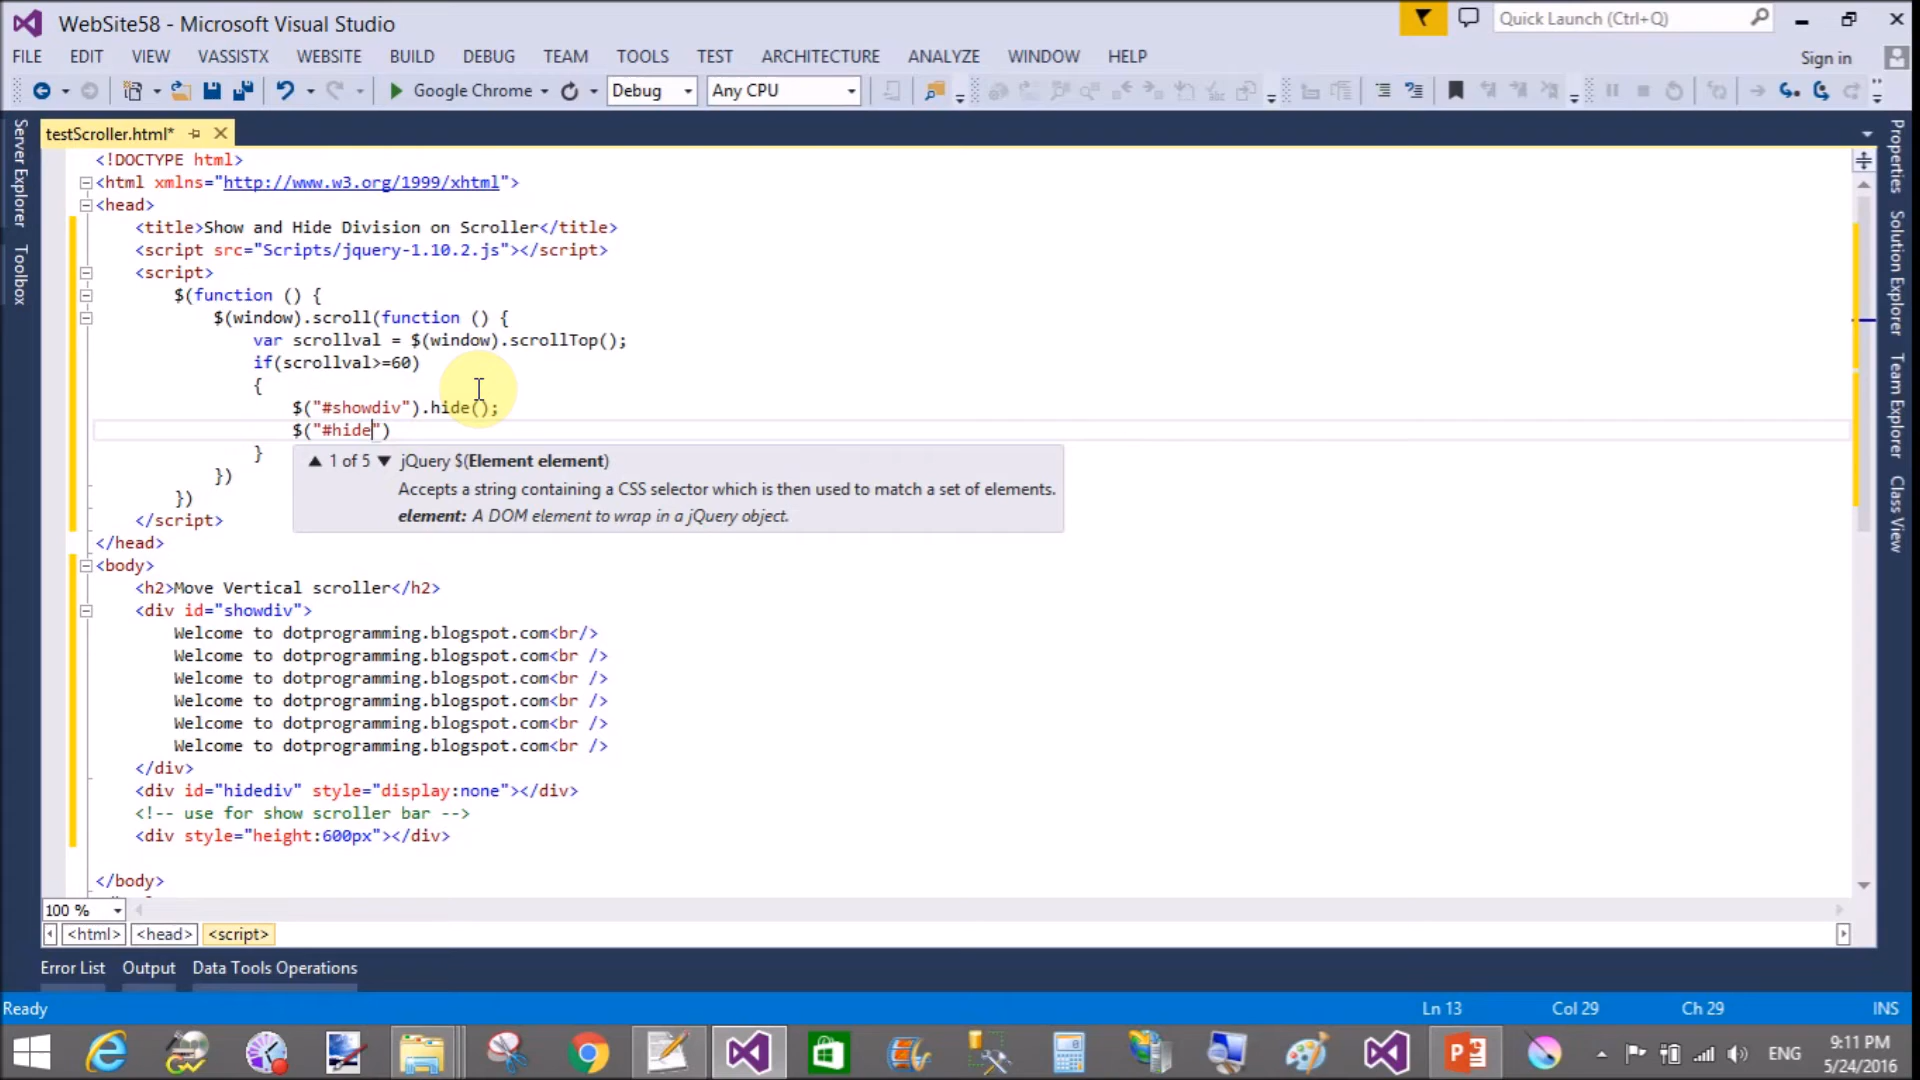 WebSite58 - Microsoft Visual Studio
Quick Launch (Ctrl+Q)
FILE EDIT VIEW VASSISTX WEBSITE BUILD DEBUG TEAM TOOLS TEST ARCHITECTURE ANALYZE WINDOW HELP Sign in
Google Chrome Debug Any CPU
testScroller.html*
Server Explorer
Toolbox
Properties
Solution Explorer
Team Explorer
Class View
<!DOCTYPE html>
<html xmlns="http://www.w3.org/1999/xhtml">
<head>
<title>Show and Hide Division on Scroller</title>
<script src="Scripts/jquery-1.10.2.js"></script>
<script>
$(function () {
$(window).scroll(function () {
var scrollval = $(window).scrollTop();
if(scrollval>=60)
{
$("#showdiv").hide();
$("#hide")
}
1 of 5 jQuery $(Element element)
Accepts a string containing a CSS selector which is then used to match a set of elements.
element: A DOM element to wrap in a jQuery object.
})
})
</script>
</head>
<body>
<h2>Move Vertical scroller</h2>
<div id="showdiv">
Welcome to dotprogramming.blogspot.com<br/>
Welcome to dotprogramming.blogspot.com<br />
Welcome to dotprogramming.blogspot.com<br />
Welcome to dotprogramming.blogspot.com<br />
Welcome to dotprogramming.blogspot.com<br />
Welcome to dotprogramming.blogspot.com<br />
</div>
<div id="hidediv" style="display:none"></div>
<!-- use for show scroller bar -->
<div style="height:600px"></div>
</body>
100 %
<html> <head> <script>
Error List Output Data Tools Operations
Ready Ln 13 Col 29 Ch 29 INS
ENG 9:11 PM
5/24/2016